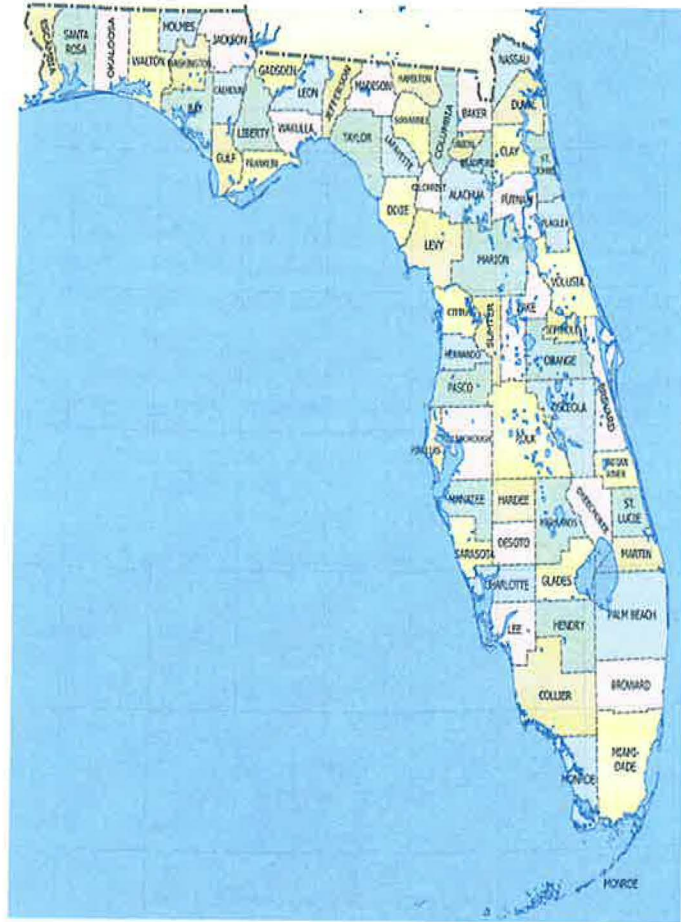 ESCAMBIA
SANTA
ROSA
OKALOOSA
WALTON
HOLMES
WASHINGTON
JACKSON
BAY
CALHOUN
GULF
LIBERTY
GADSDEN
FRANKLIN
LEON
WAKULLA
JEFFERSON
MADISON
TAYLOR
HAMILTON
SUWANNEE
LAFAYETTE
DIXIE
COLUMBIA
GILCHRIST
LEVY
BAKER
UNION
BRADFORD
ALACHUA
MARION
NASSAU
DUVAL
CLAY
ST.
JOHNS
PUTNAM
FLAGLER
VOLUSIA
CITRUS
SUMTER
LAKE
HERNANDO
SEMINOLE
ORANGE
PASCO
BREVARD
OSCEOLA
PINELLAS
HILLSBOROUGH
POLK
INDIAN
RIVER
MANATEE
HARDEE
HIGHLANDS
OKEECHOBEE
ST.
LUCIE
SARASOTA
DESOTO
MARTIN
CHARLOTTE
GLADES
PALM BEACH
LEE
HENDRY
COLLIER
BROWARD
MIAMI-
DADE
MONROE
MONROE